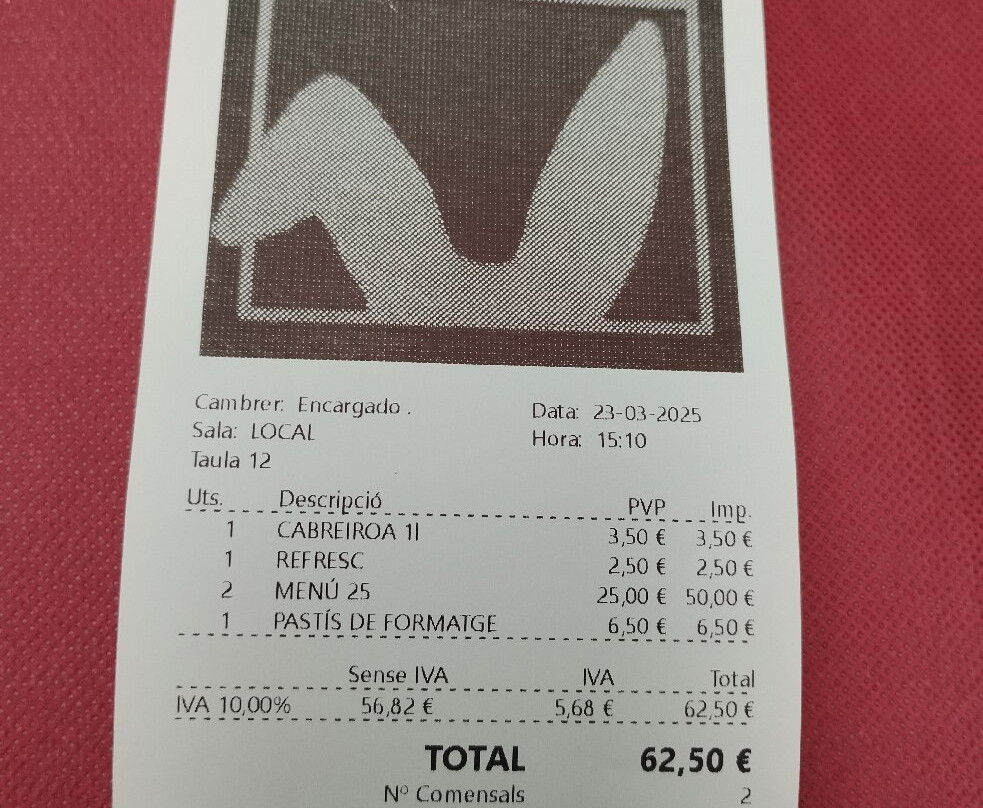 Cambrer: Encargado .
Data: 23-03-2025
Sala: LOCAL
Hora: 15:10
Taula 12
Uts. Descripció PVP Imp.
1 CABREIROA 1l 3,50 € 3,50 €
1 REFRESC 2,50 € 2,50 €
2 MENÚ 25 25,00 € 50,00 €
1 PASTÍS DE FORMATGE 6,50 € 6,50 €
Sense IVA IVA Total
IVA 10,00% 56,82 € 5,68 € 62,50 €
TOTAL 62,50 €
Nº Comensals 2